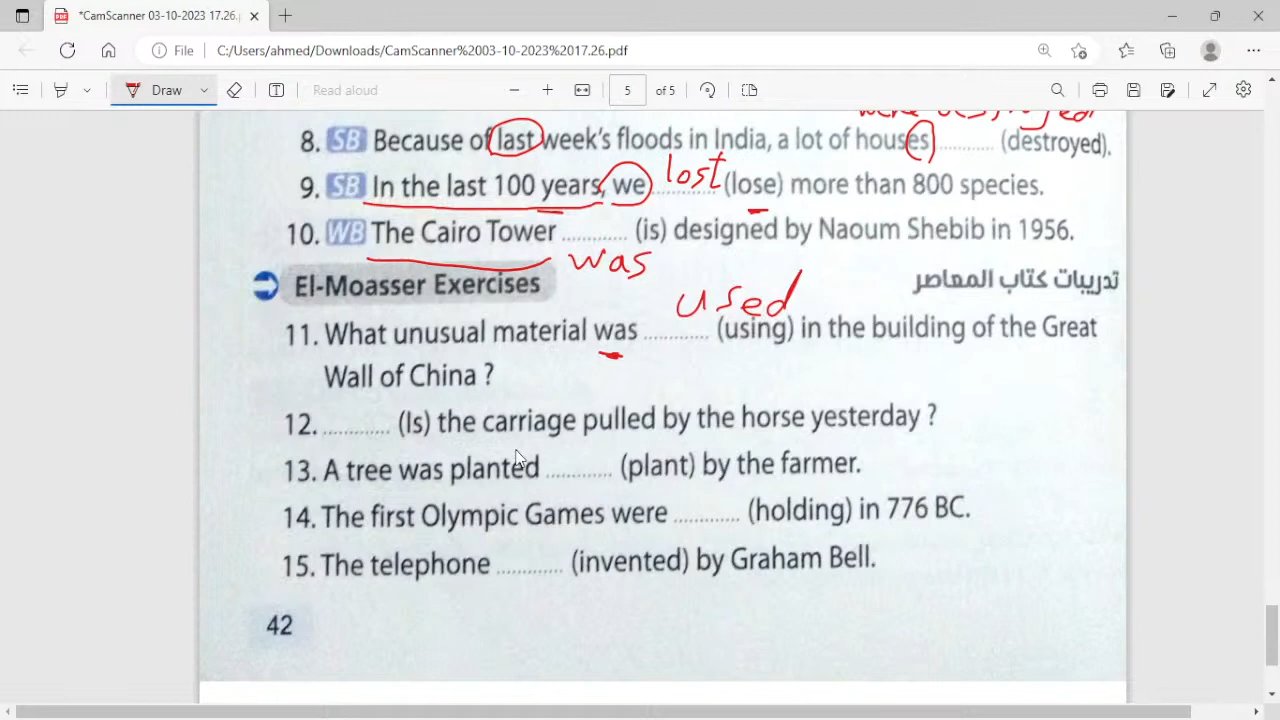 *CamScanner 03-10-2023 17.26.
File C:/Users/ahmed/Downloads/CamScanner%2003-10-2023%2017.26.pdf
Draw Read aloud 5 of 5
were destroyed
8. SB Because of last week's floods in India, a lot of houses ............ (destroyed).
lost
9. SB In the last 100 years, we ............ (lose) more than 800 species.
10. WB The Cairo Tower ............ (is) designed by Naoum Shebib in 1956.
was
El-Moasser Exercises تدريبات كتاب المعاصر
used
11. What unusual material was ............ (using) in the building of the Great
Wall of China ?
12. ............ (Is) the carriage pulled by the horse yesterday ?
13. A tree was planted ............ (plant) by the farmer.
14. The first Olympic Games were ............ (holding) in 776 BC.
15. The telephone ............ (invented) by Graham Bell.
42